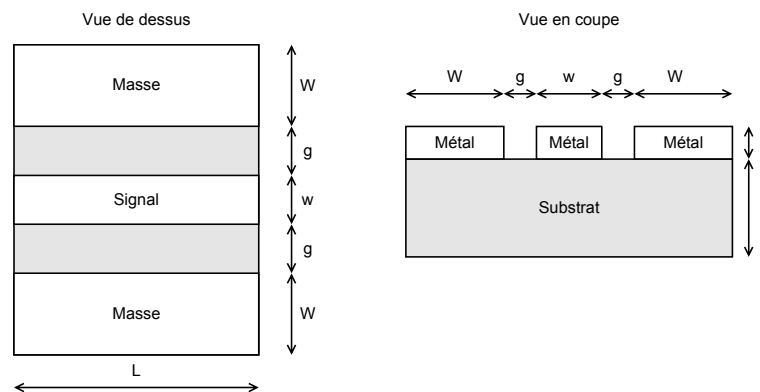 Vue de dessus
Masse
W
g
Signal
w
g
Masse
W
L
Vue en coupe
W g w g W
Métal Métal Métal
Substrat